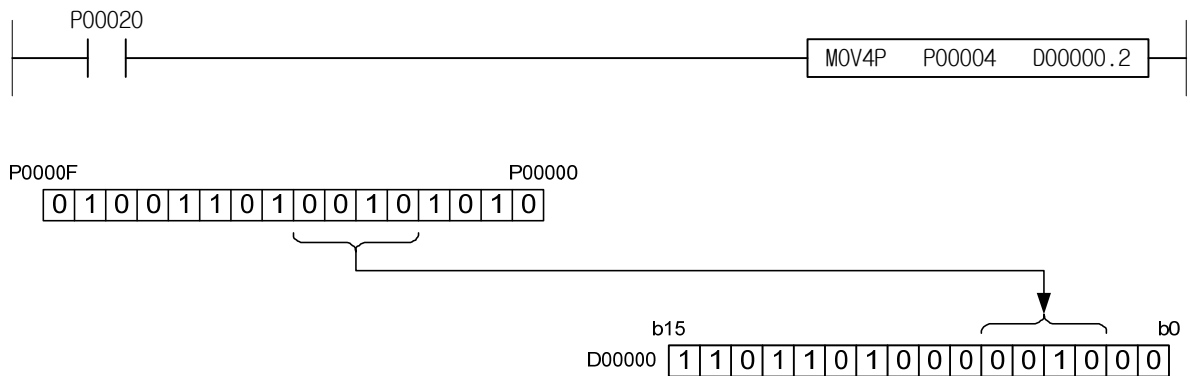 P00020
MOV4P P00004 D00000.2
P0000F P00000
0 1 0 0 1 1 0 1 0 0 1 0 1 0 1 0
b15 b0
D00000 1 1 0 1 1 0 1 0 0 0 0 0 1 0 0 0